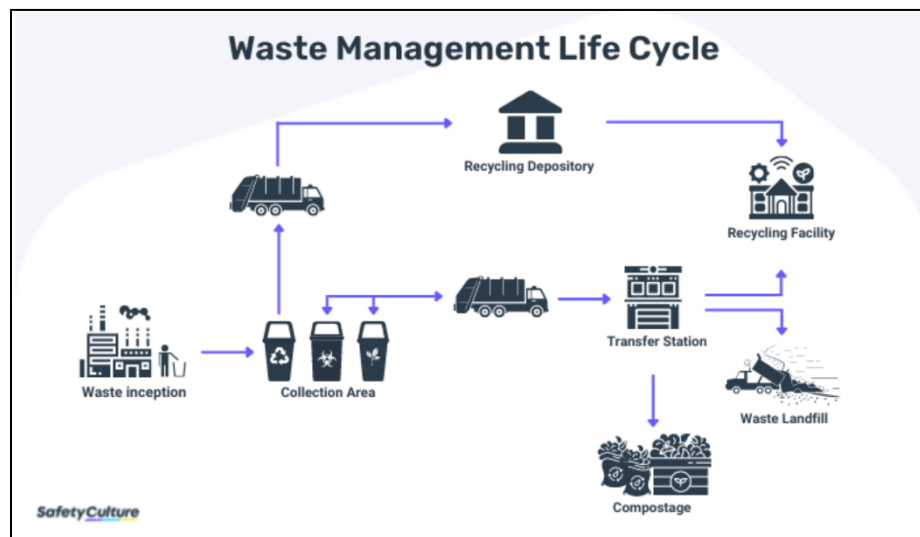 Waste Management Life Cycle
Recycling Depository
Recycling Facility
Transfer Station
Waste inception
Collection Area
Waste Landfill
Compostage
SafetyCulture